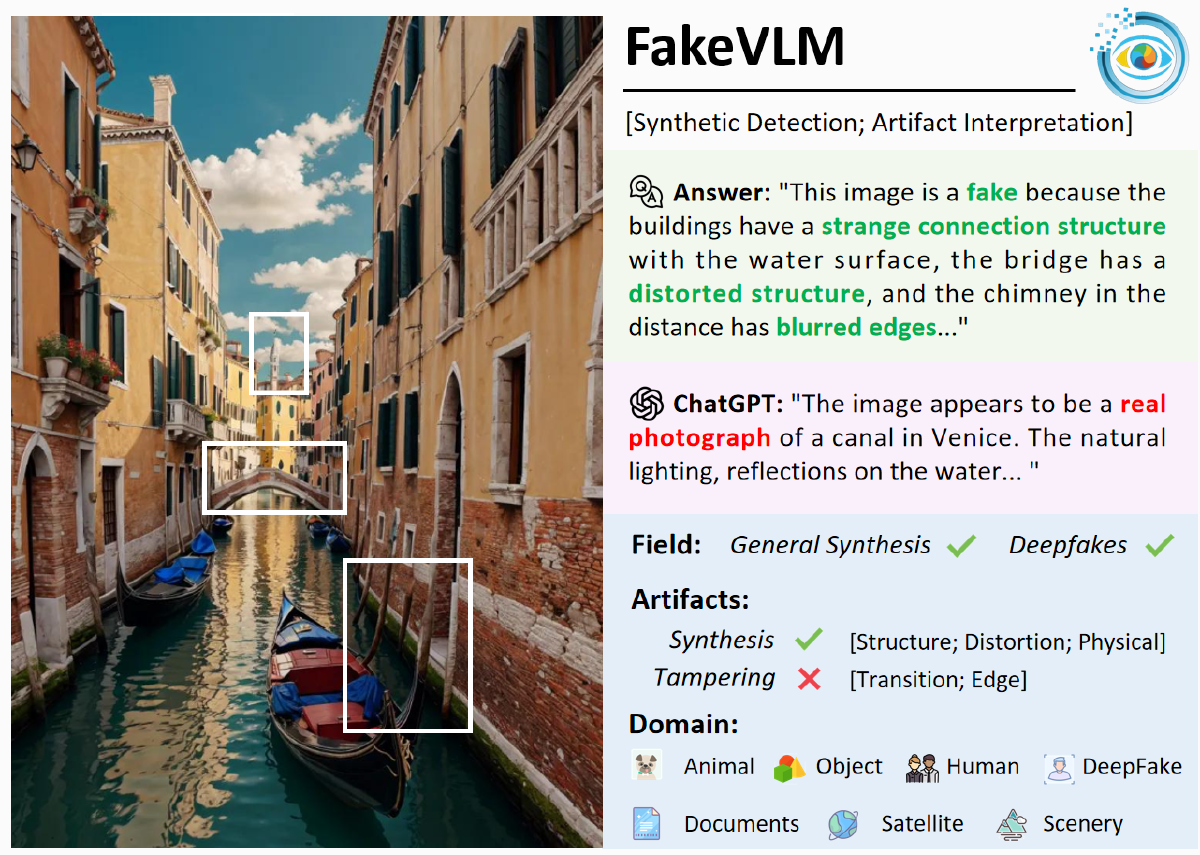 FakeVLM
[Synthetic Detection; Artifact Interpretation]
Answer: "This image is a fake because the
buildings have a strange connection structure
with the water surface, the bridge has a
distorted structure, and the chimney in the
distance has blurred edges..."
ChatGPT: "The image appears to be a real
photograph of a canal in Venice. The natural
lighting, reflections on the water... "
Field: General Synthesis Deepfakes
Artifacts:
Synthesis [Structure; Distortion; Physical]
Tampering [Transition; Edge]
Domain:
Animal Object Human DeepFake
Documents Satellite Scenery